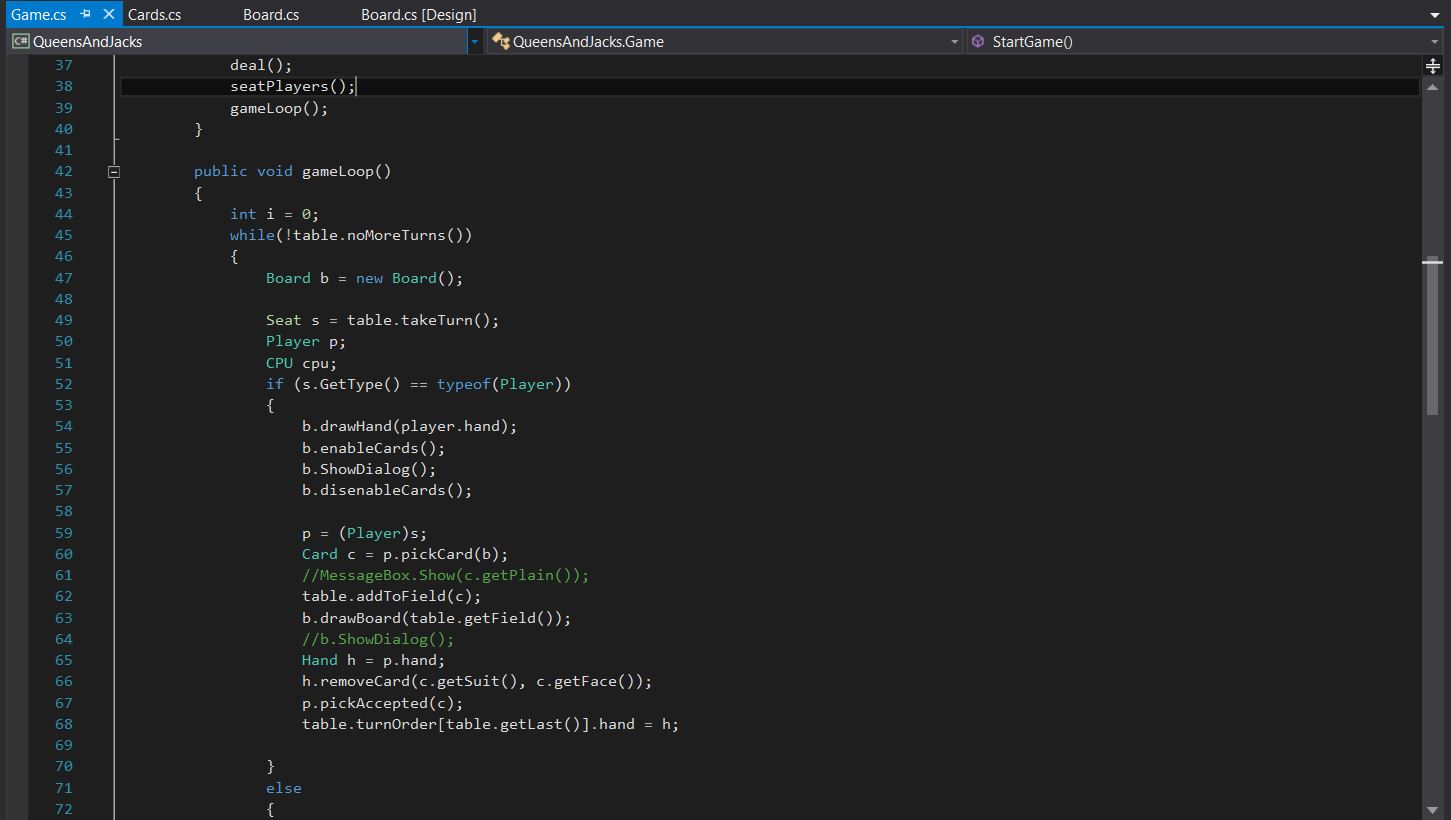 Game.cs Cards.cs Board.cs Board.cs [Design]
C# QueensAndJacks QueensAndJacks.Game StartGame()
37 deal();
38 seatPlayers();
39 gameLoop();
40 }
41
42 public void gameLoop()
43 {
44 int i = 0;
45 while(!table.noMoreTurns())
46 {
47 Board b = new Board();
48
49 Seat s = table.takeTurn();
50 Player p;
51 CPU cpu;
52 if (s.GetType() == typeof(Player))
53 {
54 b.drawHand(player.hand);
55 b.enableCards();
56 b.ShowDialog();
57 b.disenableCards();
58
59 p = (Player)s;
60 Card c = p.pickCard(b);
61 //MessageBox.Show(c.getPlain());
62 table.addToField(c);
63 b.drawBoard(table.getField());
64 //b.ShowDialog();
65 Hand h = p.hand;
66 h.removeCard(c.getSuit(), c.getFace());
67 p.pickAccepted(c);
68 table.turnOrder[table.getLast()].hand = h;
69
70 }
71 else
72 {